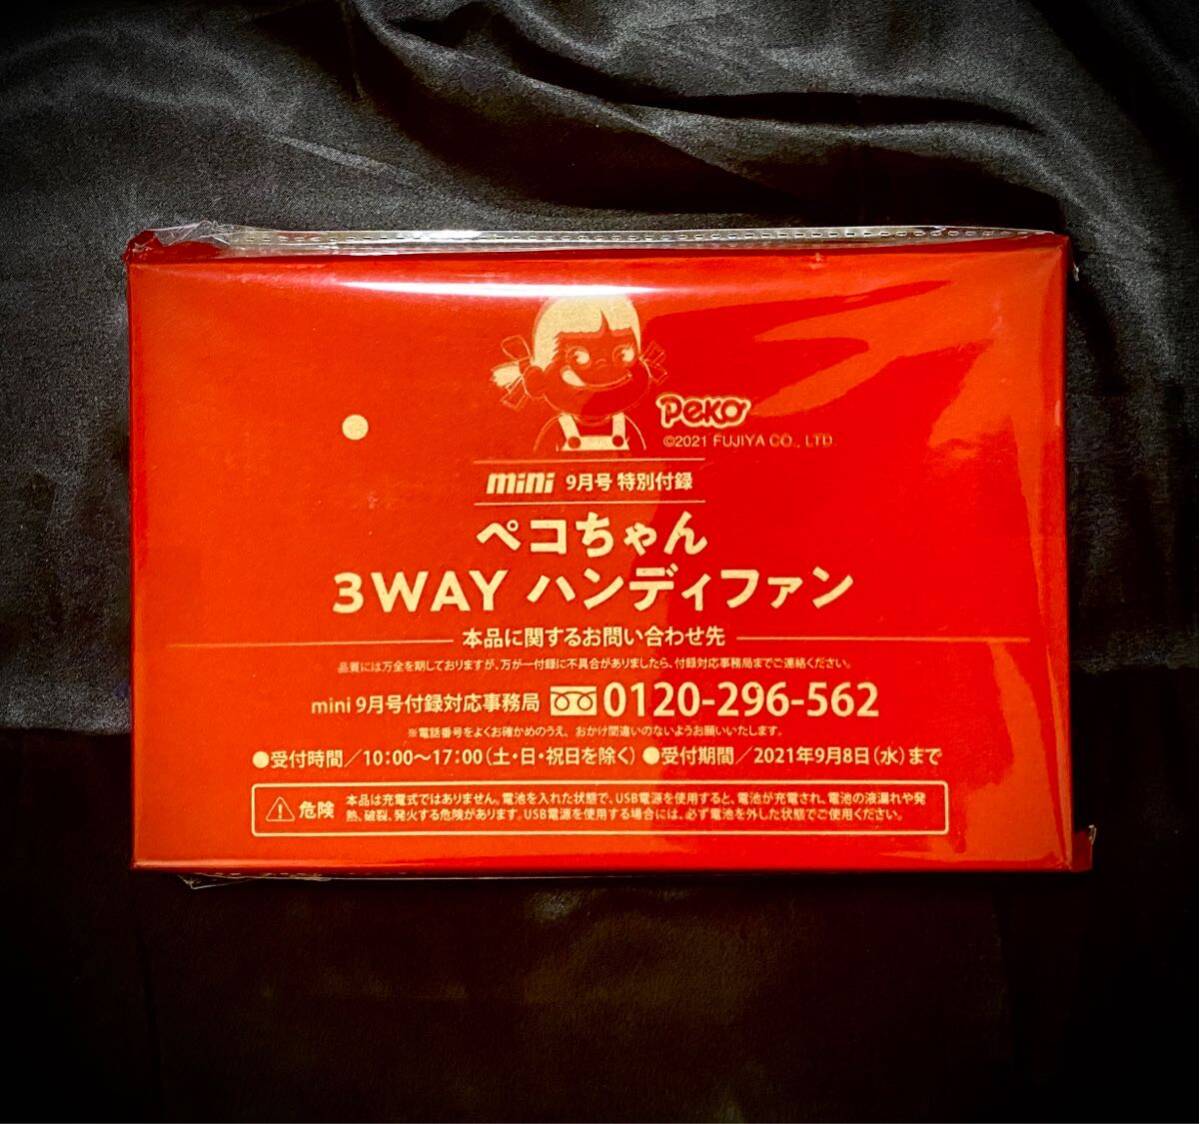 Peko
©2021 FUJIYA CO., LTD.
mini 9月号 特別付録
ペコちゃん
3WAY ハンディファン
本品に関するお問い合わせ先
品質には万全を期しておりますが、万が一付録に不具合がありましたら、付録対応事務局までご連絡ください。
mini 9月号付録対応事務局 0120-296-562
※電話番号をよくお確かめのうえ、おかけ間違いのないようお願いいたします。
●受付時間/10:00〜17:00（土・日・祝日を除く） ●受付期間/2021年9月8日（水）まで
危険 本品は充電式ではありません。電池を入れた状態で、USB電源を使用すると、電池が充電され、電池の液漏れや発
熱、破裂、発火する危険があります。USB電源を使用する場合には、必ず電池を外した状態でご使用ください。